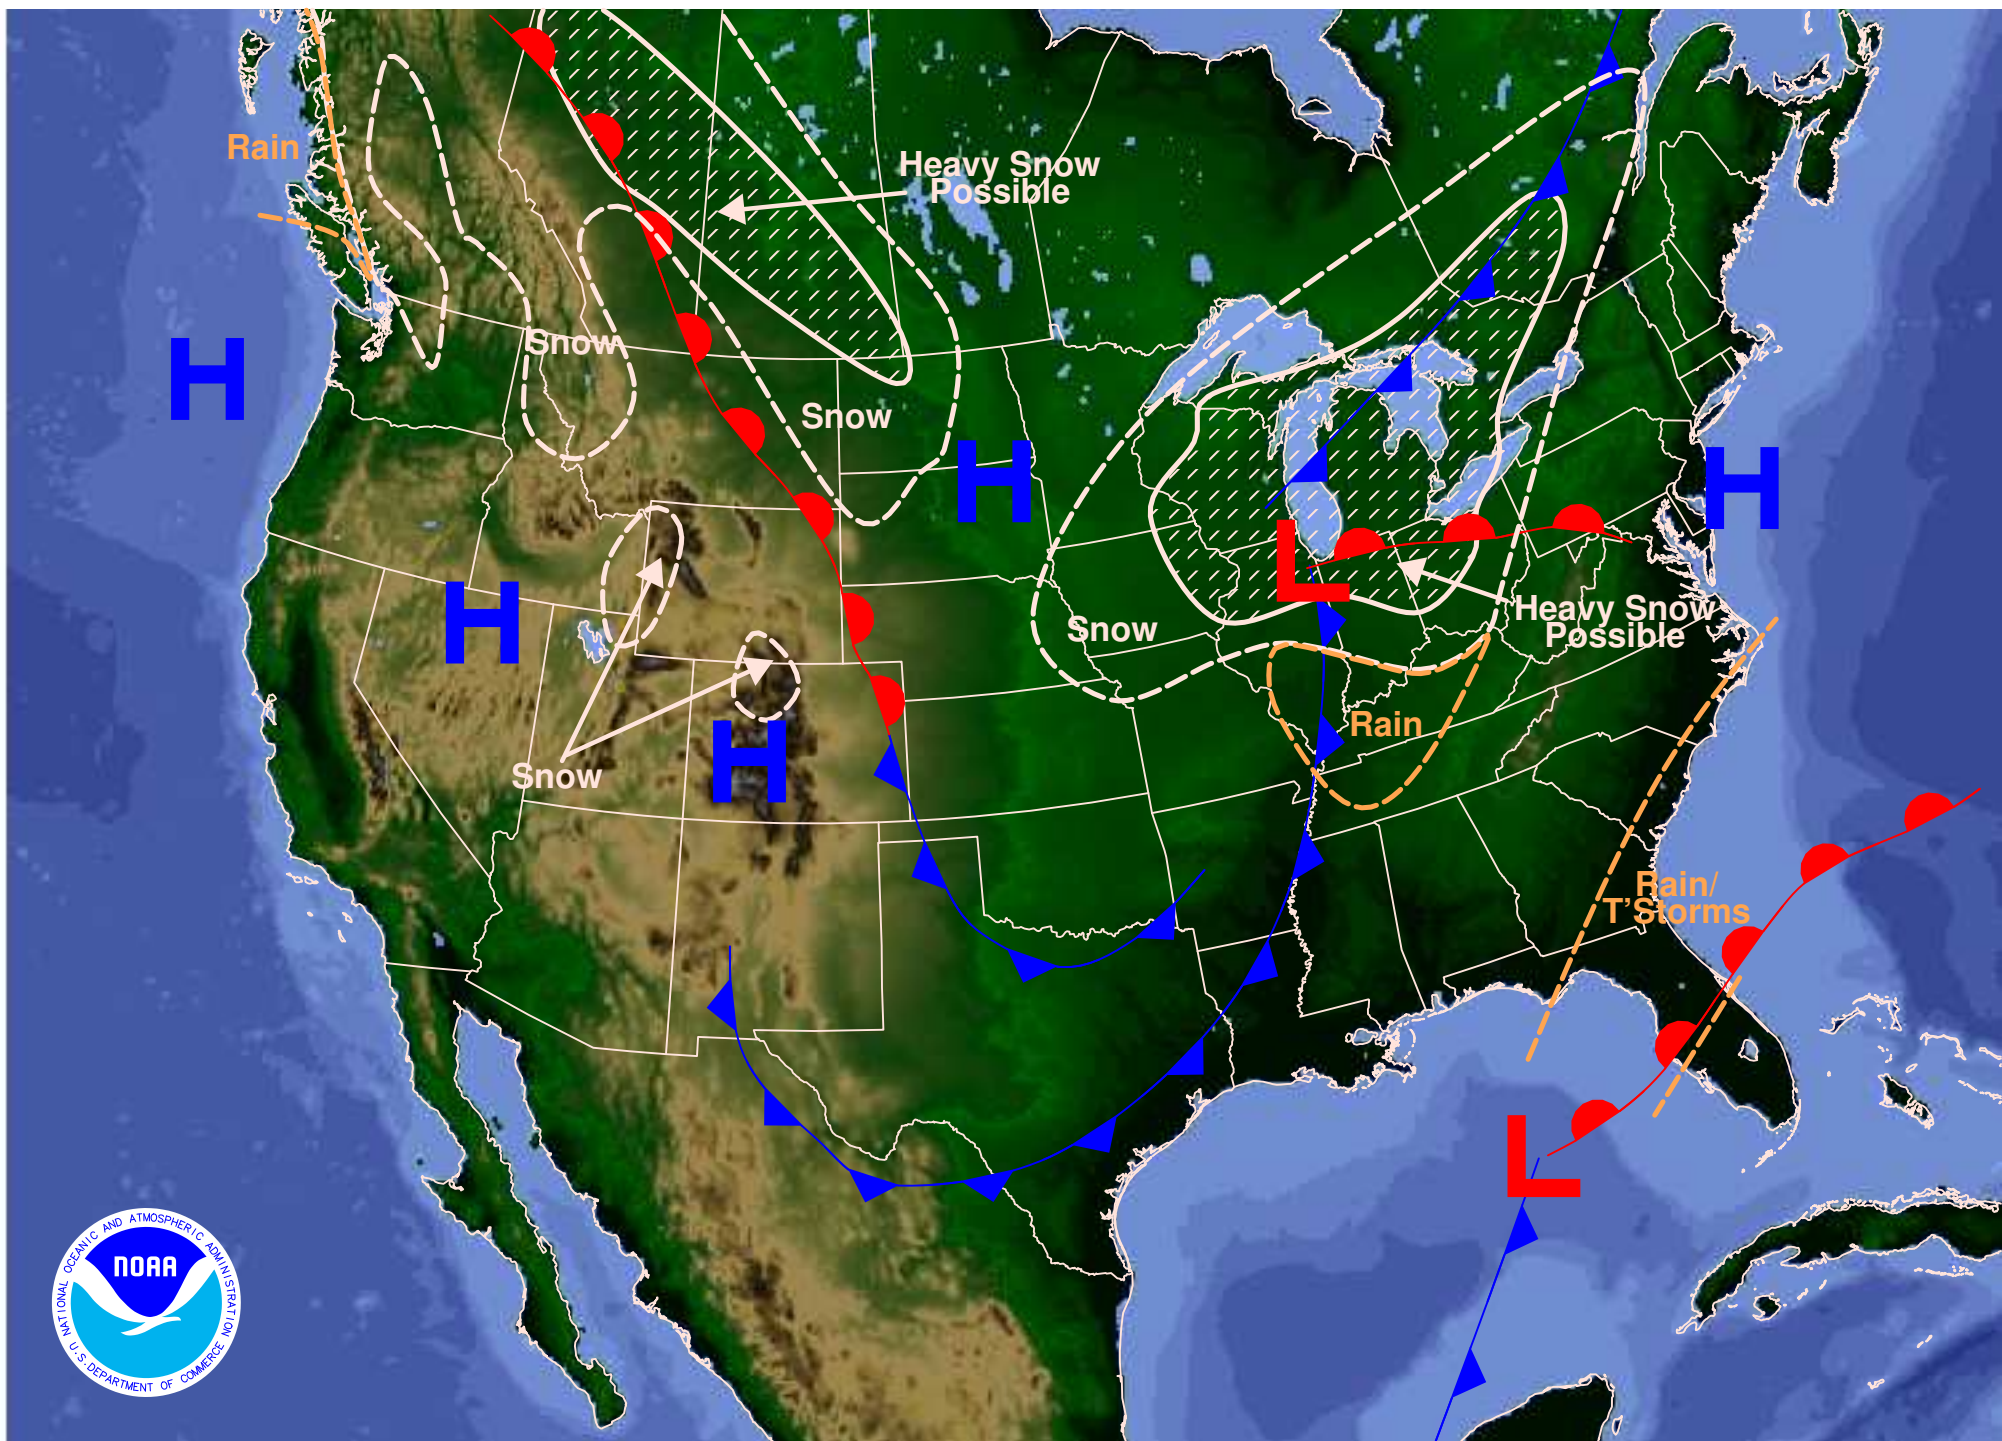 Rain
Heavy Snow
Possible
Snow
H
Snow
H
H
L
H
Snow
Heavy Snow
Possible
H
Rain
Snow
Rain/
T'Storms
L
NATIONAL OCEANIC AND ATMOSPHERIC ADMINISTRATION
NOAA
U.S. DEPARTMENT OF COMMERCE